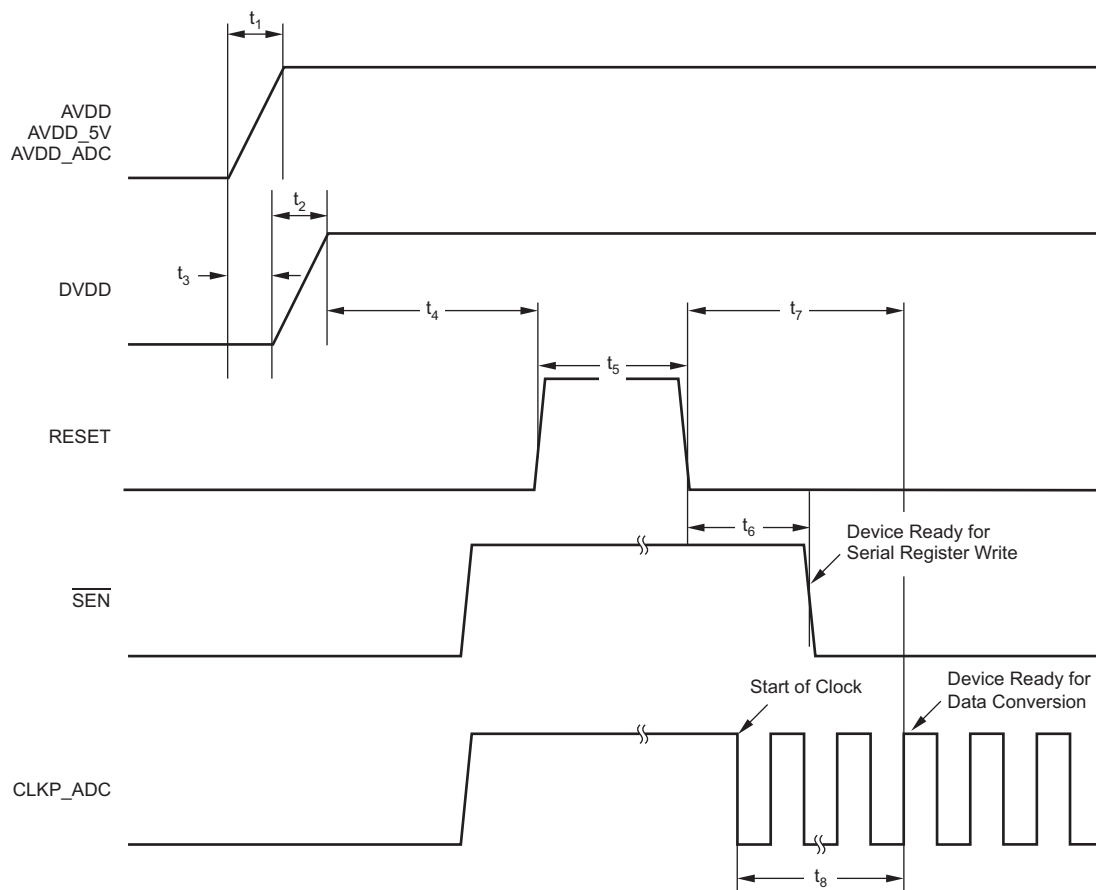 t1
AVDD
AVDD_5V
AVDD_ADC
t2
t3
DVDD
t4
t7
t5
RESET
t6
Device Ready for
Serial Register Write
SEN
Start of Clock
Device Ready for
Data Conversion
CLKP_ADC
t8